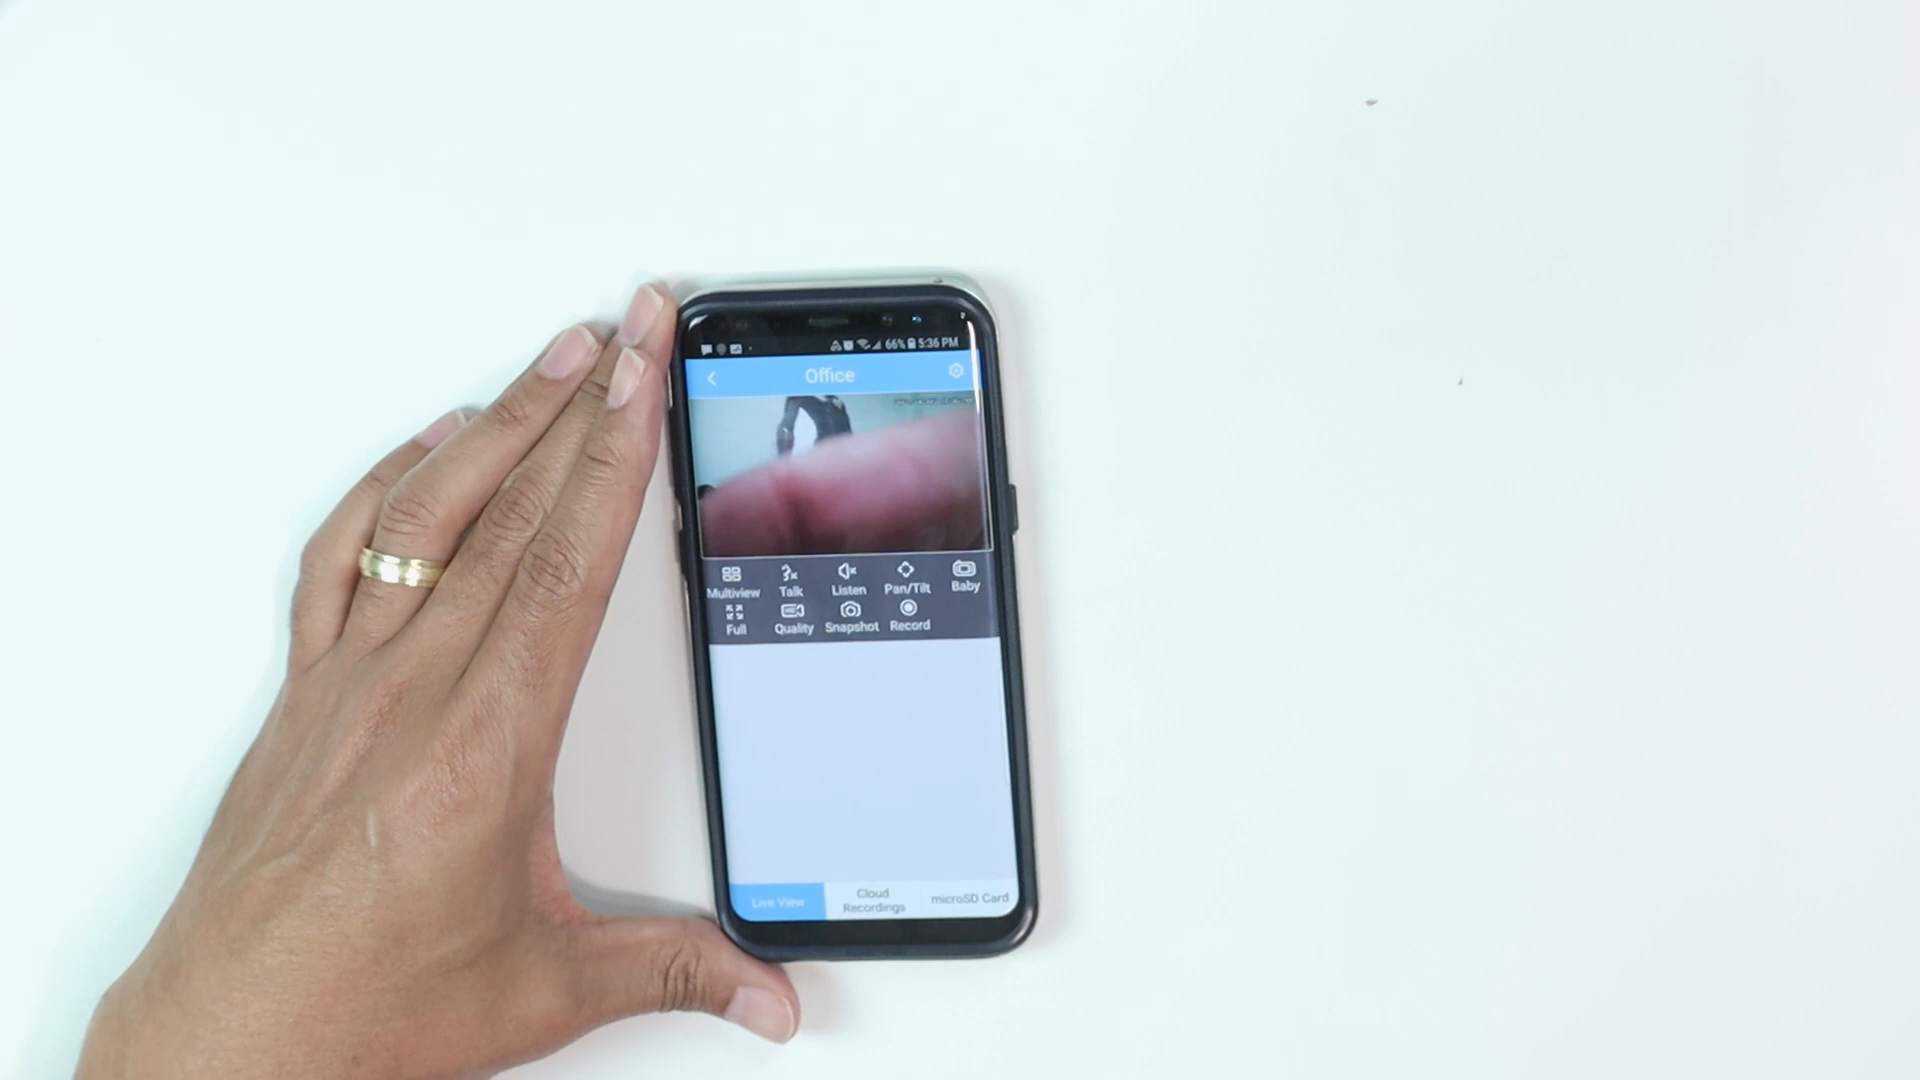 66% 5:36 PM
Office
Multiview Talk Listen Pan/Tilt Baby
Full Quality Snapshot Record
Live View Cloud Recordings microSD Card